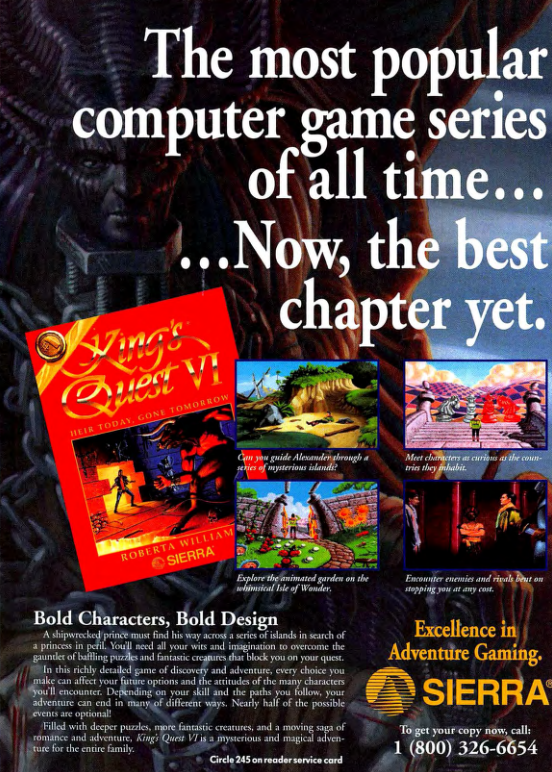 The most popular
computer game series
of all time...
...Now, the best
chapter yet.
King's
Quest VI
HEIR TODAY, GONE TOMORROW
ROBERTA WILLIAM
SIERRA
Can you guide Alexander through a
series of mysterious islands?
Meet characters as curious as the coun-
tries they inhabit.
Explore the animated garden on the
whimsical Isle of Wonder.
Encounter enemies and rivals bent on
stopping you at any cost.
Bold Characters, Bold Design
A shipwrecked prince must find his way across a series of islands in search of
a princess in peril. You'll need all your wits and imagination to overcome the
gauntlet of baffling puzzles and fantastic creatures that block you on your quest.
In this richly detailed game of discovery and adventure, every choice you
make can affect your future options and the attitudes of the many characters
you'll encounter. Depending on your skill and the paths you follow, your
adventure can end in many of different ways. Nearly half of the possible
events are optional!
Filled with deeper puzzles, more fantastic creatures, and a moving saga of
romance and adventure, King's Quest VI is a mysterious and magical adven-
ture for the entire family.
Excellence in
Adventure Gaming.
SIERRA®
To get your copy now, call:
1 (800) 326-6654
Circle 245 on reader service card